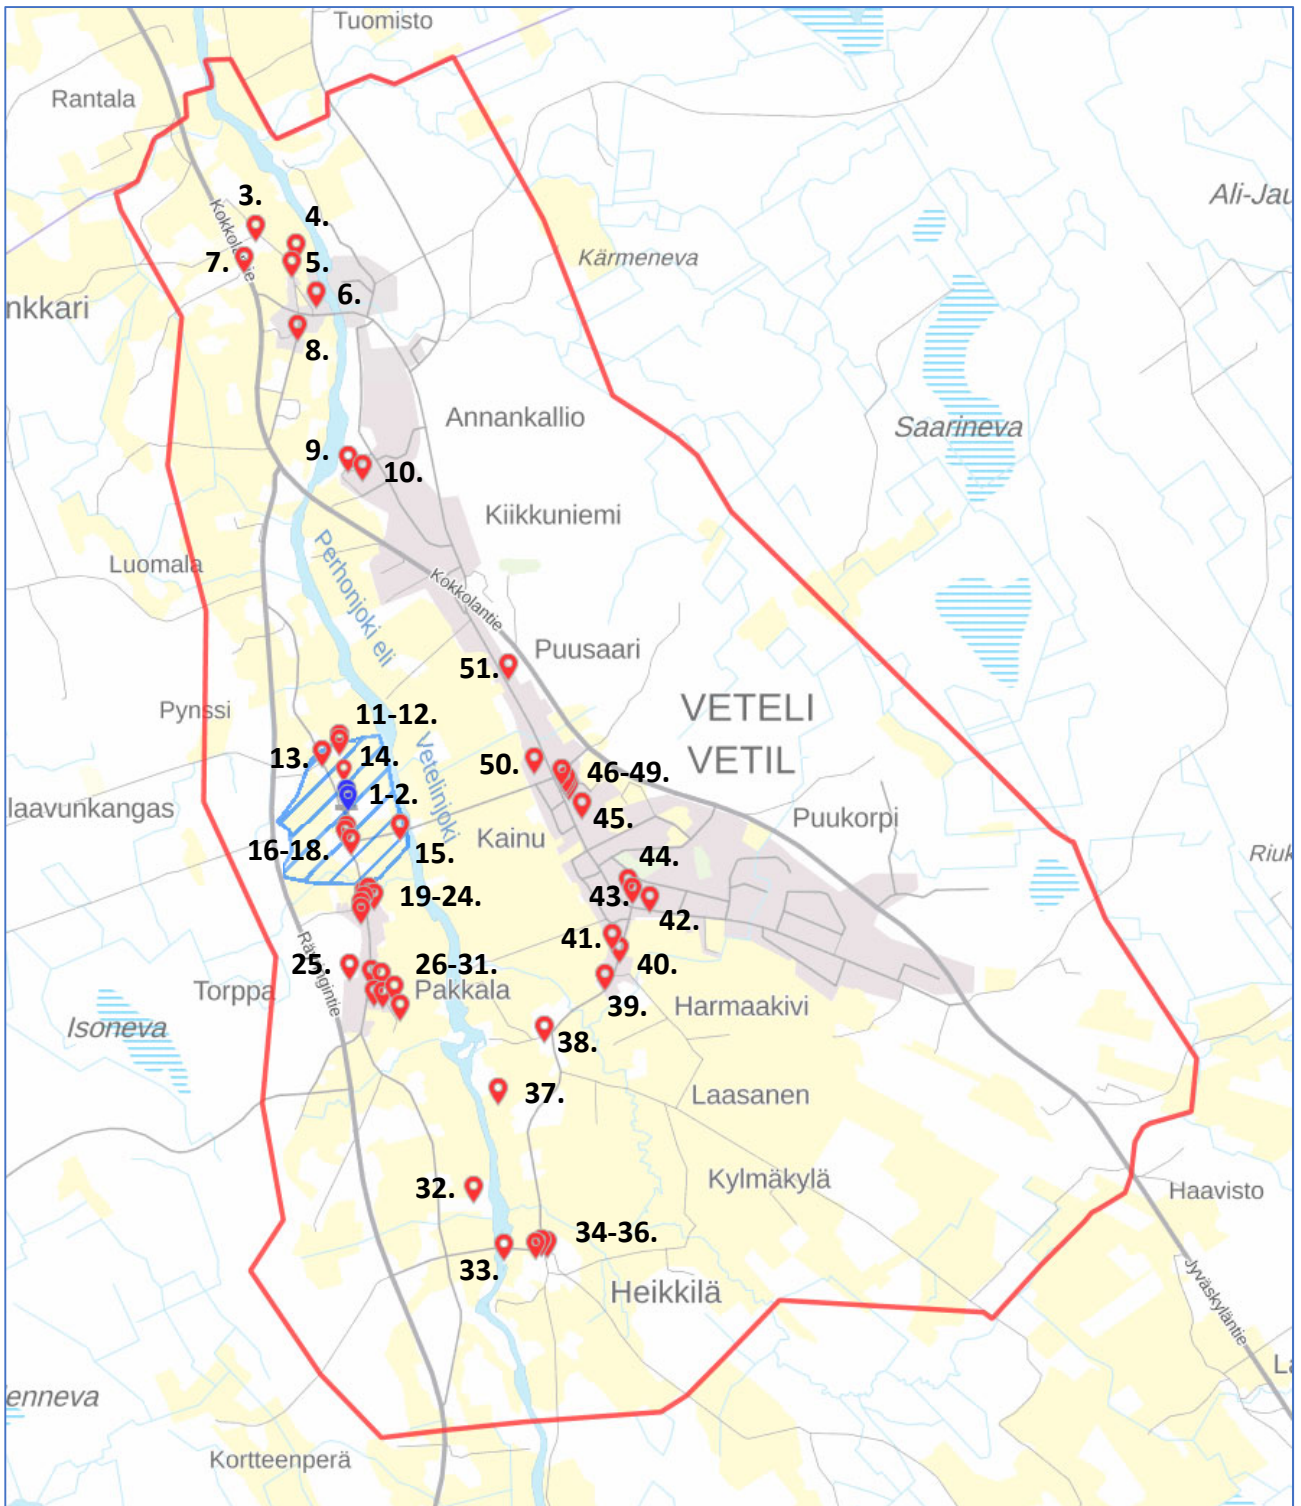 Tuomisto
Rantala
3.
4.
Ali-Jau
Kokkolantie
7.
5.
Kärmeneva
nkkari
6.
8.
Annankallio
Saarineva
9.
10.
Kiikkuniemi
Luomala
Perhonjoki eli
Kokkolantie
Puusaari
51.
Pynssi
11-12.
VETELI
VETIL
13.
14.
Vetelinjoki
50.
46-49.
1-2.
laavunkangas
45.
Puukorpi
Kainu
16-18.
15.
Riuk
44.
19-24.
43.
42.
41.
25.
26-31.
40.
Torppa
Pakkala
39.
Harmaakivi
Isoneva
38.
37.
Laasanen
32.
Kylmäkylä
Haavisto
34-36.
33.
Heikkilä
Jyväskyläntie
enneva
Kortteenperä